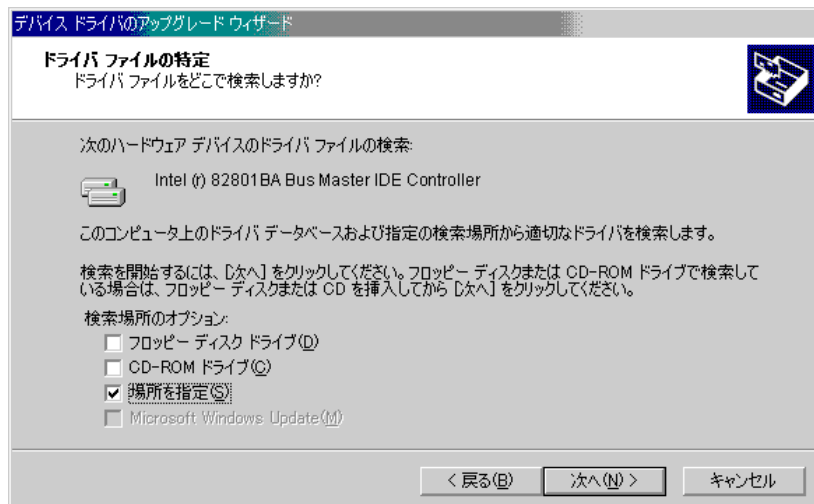 デバイス ドライバのアップグレード ウィザード
ドライバ ファイルの特定
ドライバ ファイルをどこで検索しますか?
次のハードウェア デバイスのドライバ ファイルの検索:
Intel (r) 82801BA Bus Master IDE Controller
このコンピュータ上のドライバ データベースおよび指定の検索場所から適切なドライバを検索します。
検索を開始するには、[次へ] をクリックしてください。フロッピー ディスクまたは CD-ROM ドライブで検索して
いる場合は、フロッピー ディスクまたは CD を挿入してから [次へ] をクリックしてください。
検索場所のオプション:
フロッピー ディスク ドライブ(D)
CD-ROM ドライブ(C)
場所を指定(S)
Microsoft Windows Update(M)
< 戻る(B) 次へ(N) > キャンセル